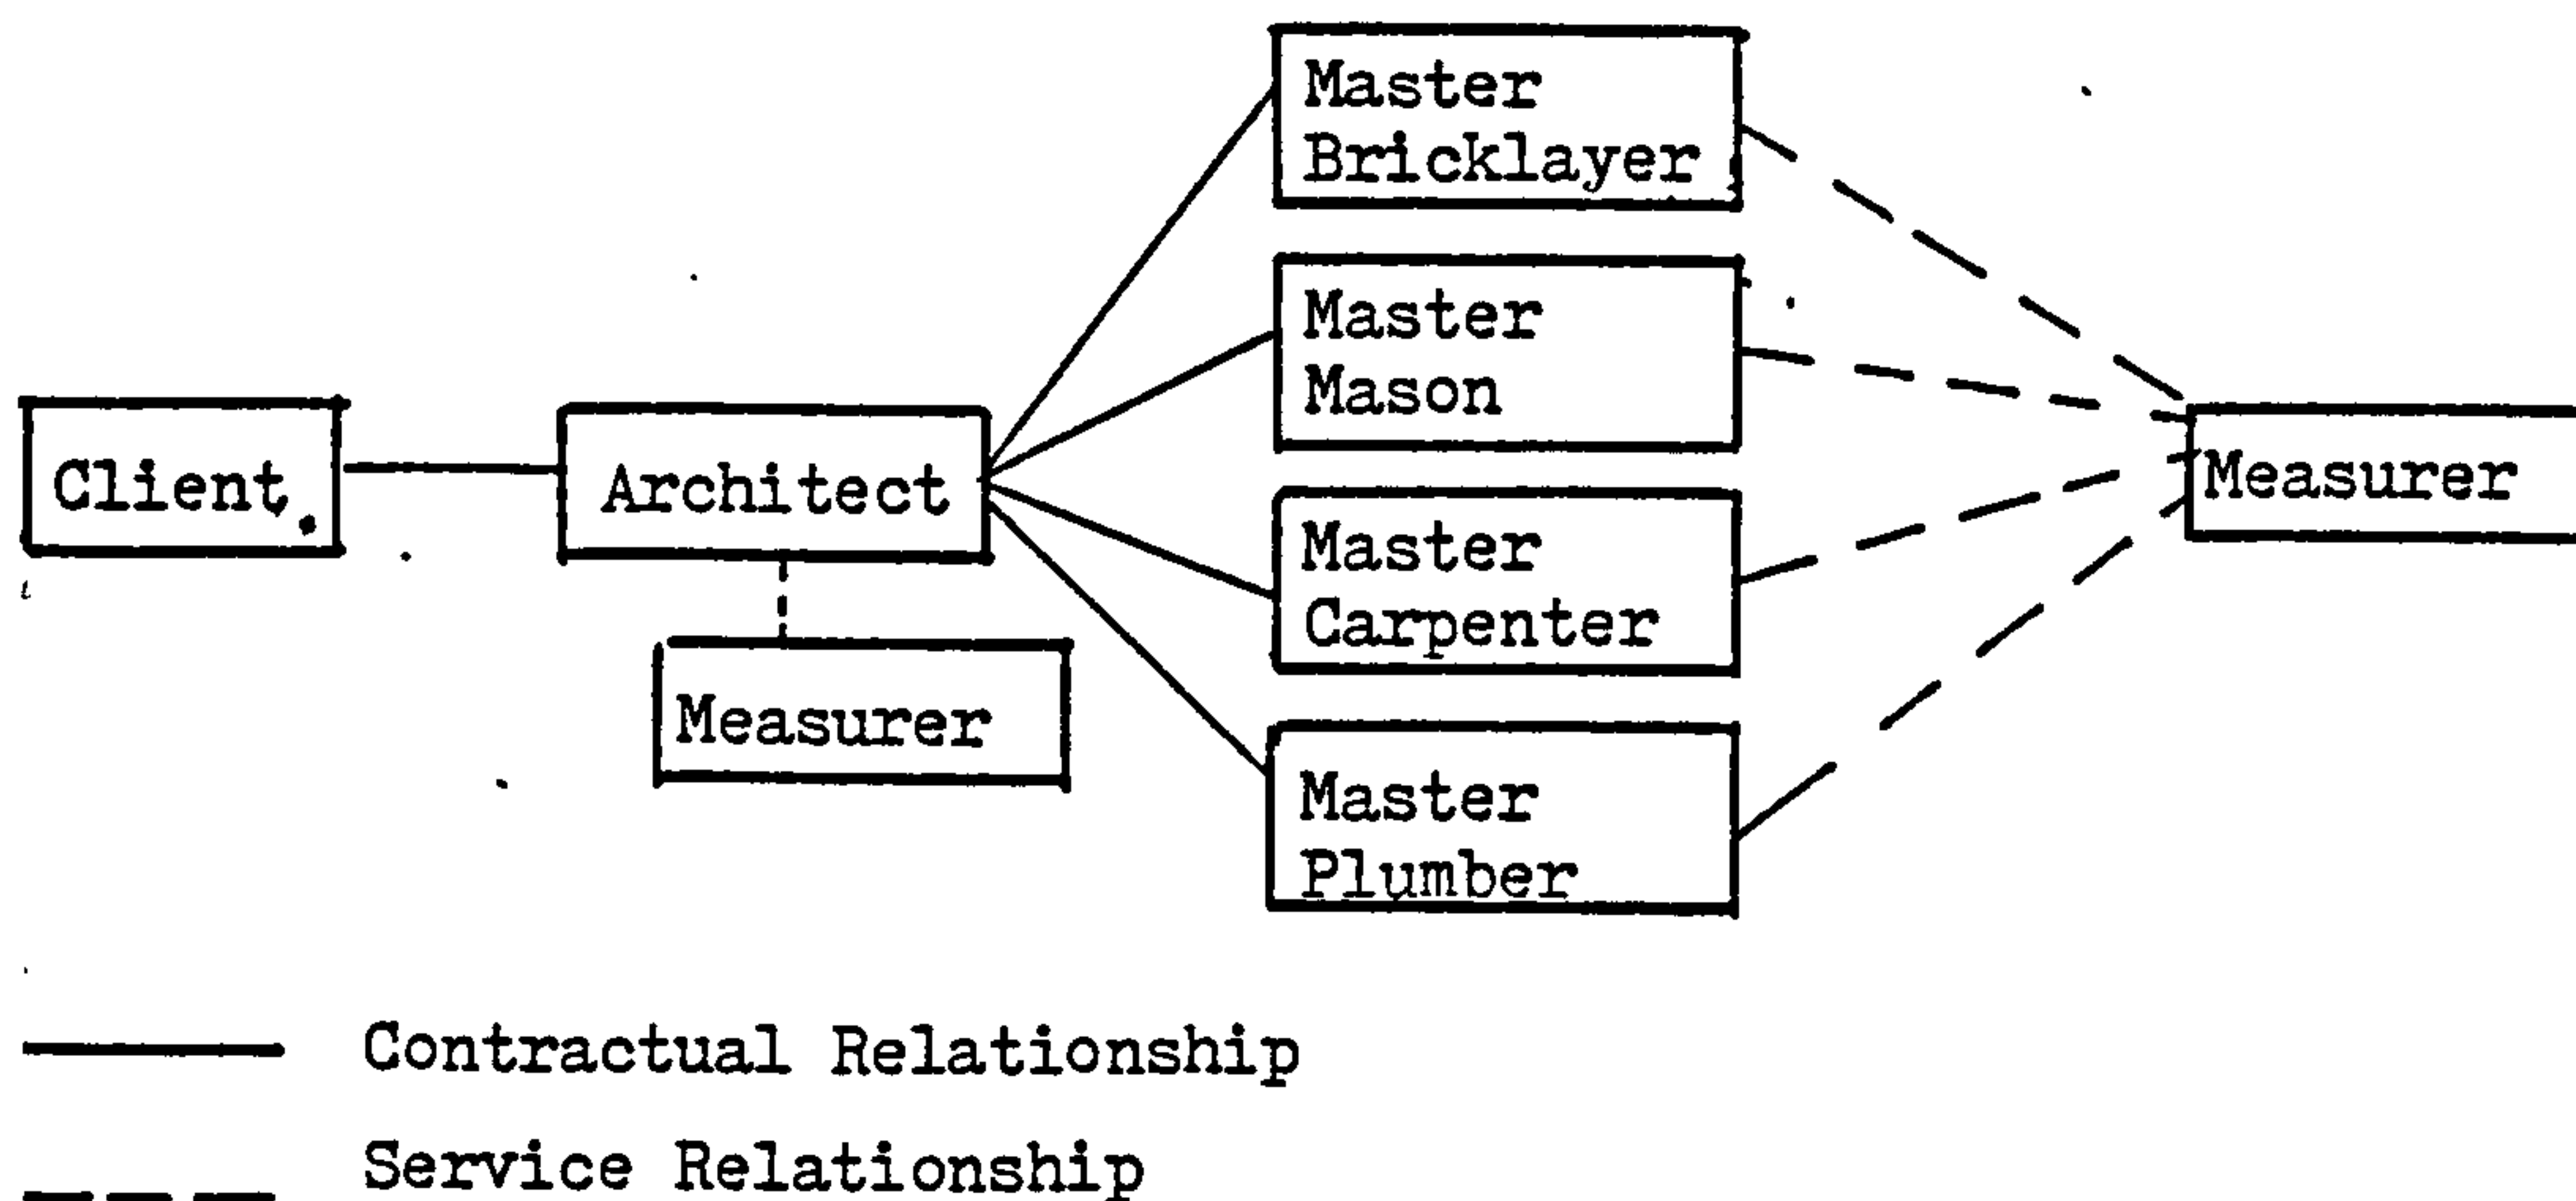 Client.
Architect
Measurer
Master
Bricklayer
Master
Mason
Master
Carpenter
Master
Plumber
Measurer
Contractual Relationship
Service Relationship